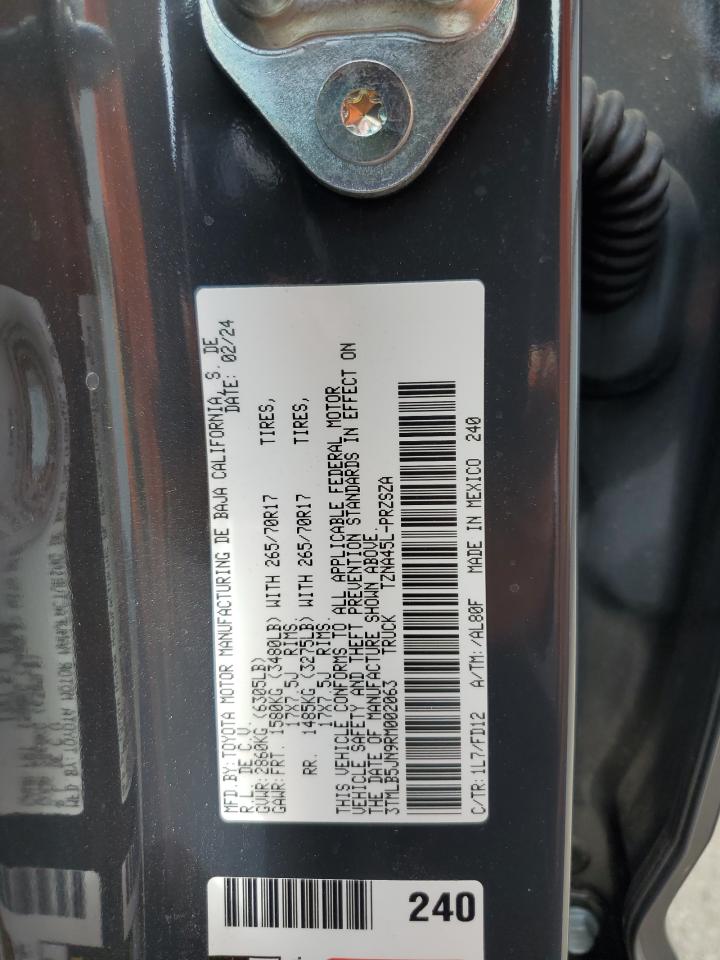 MFD.BY: TOYOTA MOTOR MANUFACTURING DE BAJA CALIFORNIA, S. DE
R.L. DE C.V. DATE: 02/24
GVWR: 2860KG (6305LB)
GAWR: FRT. 1580KG (3480LB) WITH 265/70R17 TIRES,
17X7.5J RIMS
RR. 1485KG (3275LB) WITH 265/70R17 TIRES,
17X7.5J RIMS.
THIS VEHICLE CONFORMS TO ALL APPLICABLE FEDERAL MOTOR
VEHICLE SAFETY AND THEFT PREVENTION STANDARDS IN EFFECT ON
THE DATE OF MANUFACTURE SHOWN ABOVE.
3TMLB5JN9RM002063 TRUCK TZNA45L-PRZSZA
C/TR: 1L7/FD12 A/TM: /AL80F MADE IN MEXICO 240
240